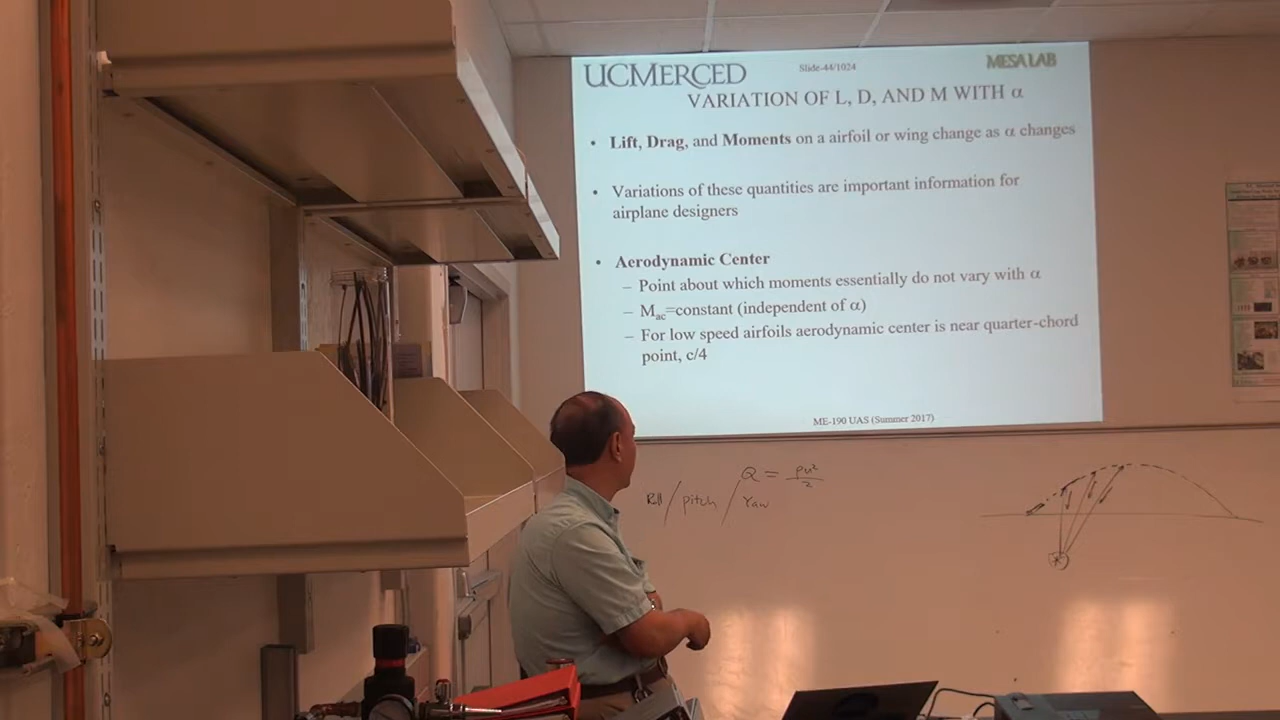 UCMERCED
Slide-44/1024
MESA LAB
VARIATION OF L, D, AND M WITH α
• Lift, Drag, and Moments on a airfoil or wing change as α changes
• Variations of these quantities are important information for
airplane designers
• Aerodynamic Center
– Point about which moments essentially do not vary with α
– Mac=constant (independent of α)
– For low speed airfoils aerodynamic center is near quarter-chord
point, c/4
ME-190 UAS (Summer 2017)
Q = ρu²/2
Roll / pitch / Yaw